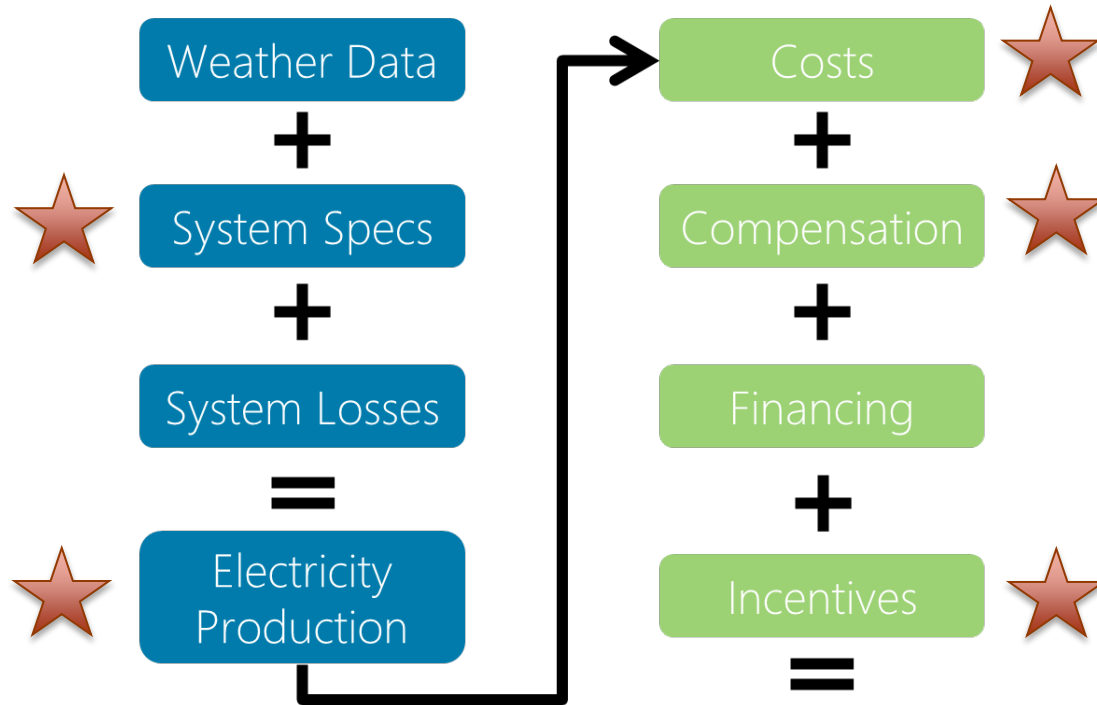 Weather Data
+
System Specs
+
System Losses
=
Electricity
Production
Costs
+
Compensation
+
Financing
+
Incentives
=